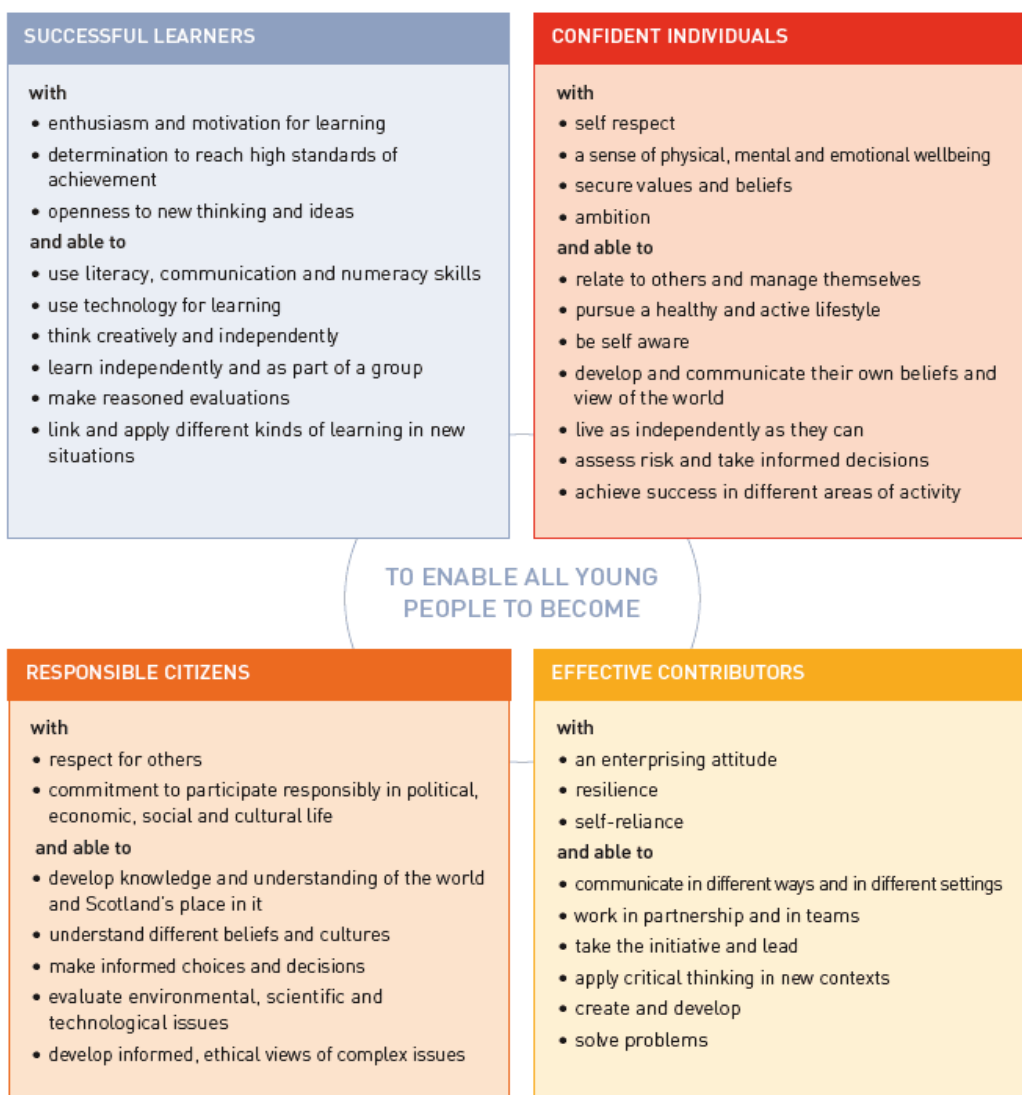 SUCCESSFUL LEARNERS
with
• enthusiasm and motivation for learning
• determination to reach high standards of
achievement
• openness to new thinking and ideas
and able to
• use literacy, communication and numeracy skills
• use technology for learning
• think creatively and independently
• learn independently and as part of a group
• make reasoned evaluations
• link and apply different kinds of learning in new
situations
CONFIDENT INDIVIDUALS
with
• self respect
• a sense of physical, mental and emotional wellbeing
• secure values and beliefs
• ambition
and able to
• relate to others and manage themselves
• pursue a healthy and active lifestyle
• be self aware
• develop and communicate their own beliefs and
view of the world
• live as independently as they can
• assess risk and take informed decisions
• achieve success in different areas of activity
TO ENABLE ALL YOUNG
PEOPLE TO BECOME
RESPONSIBLE CITIZENS
with
• respect for others
• commitment to participate responsibly in political,
economic, social and cultural life
and able to
• develop knowledge and understanding of the world
and Scotland's place in it
• understand different beliefs and cultures
• make informed choices and decisions
• evaluate environmental, scientific and
technological issues
• develop informed, ethical views of complex issues
EFFECTIVE CONTRIBUTORS
with
• an enterprising attitude
• resilience
• self-reliance
and able to
• communicate in different ways and in different settings
• work in partnership and in teams
• take the initiative and lead
• apply critical thinking in new contexts
• create and develop
• solve problems